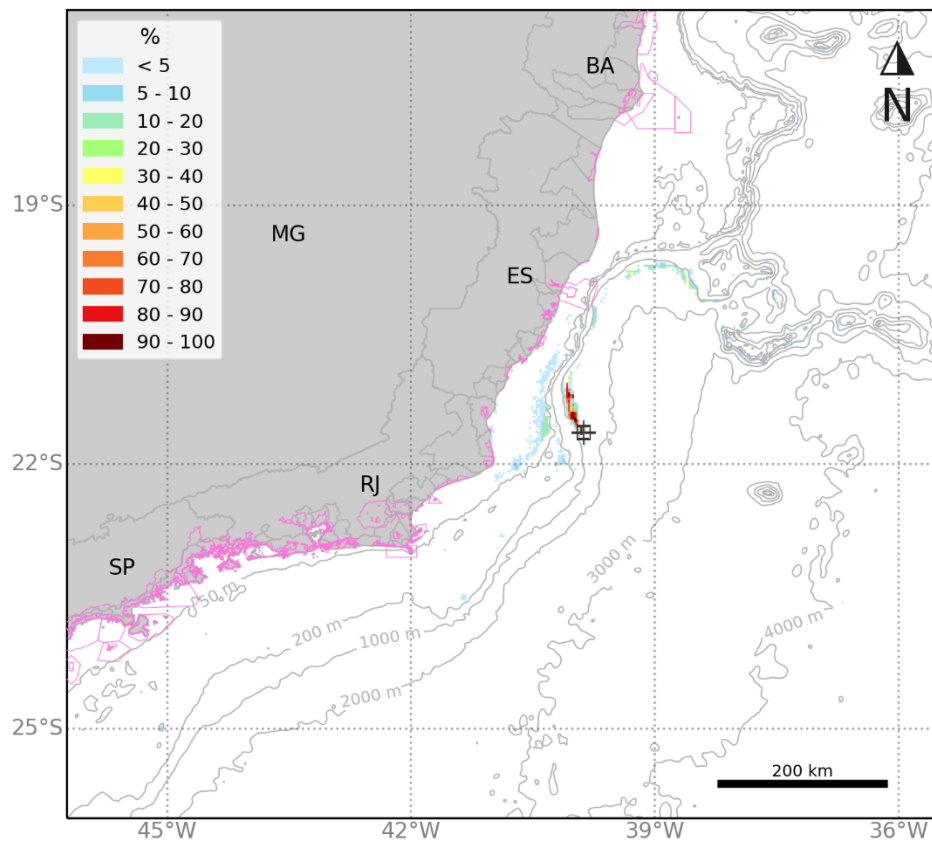 %
< 5
5 - 10
10 - 20
20 - 30
30 - 40
40 - 50
50 - 60
60 - 70
70 - 80
80 - 90
90 - 100
BA
N
19°S
MG
ES
22°S
RJ
SP
50 m
200 m
1000 m
2000 m
3000 m
4000 m
25°S
200 km
45°W
42°W
39°W
36°W